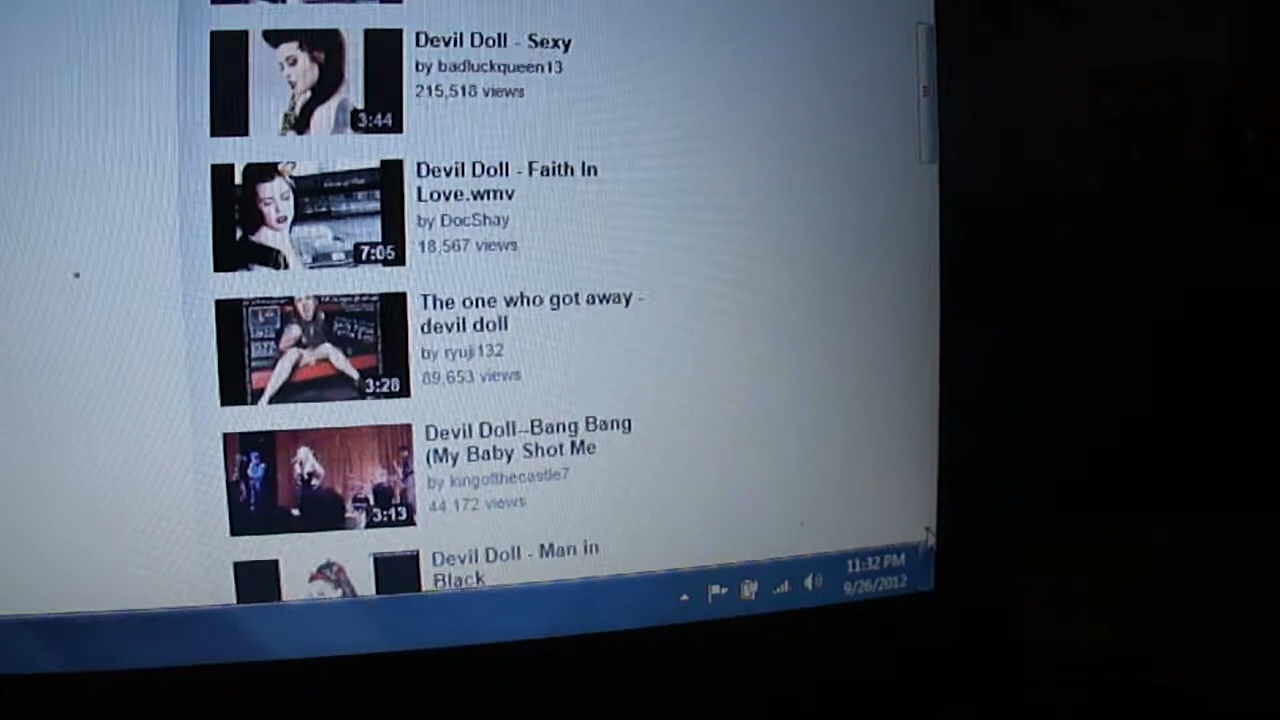 Devil Doll - Sexy
by badluckqueen13
215,518 views
3:44
Devil Doll - Faith In
Love.wmv
by DocShay
18,567 views
7:05
The one who got away -
devil doll
by ryuji132
89,653 views
3:28
Devil Doll--Bang Bang
(My Baby Shot Me
by kingofthecastle7
44,172 views
3:13
Devil Doll - Man in
Black
11:32 PM
9/26/2012